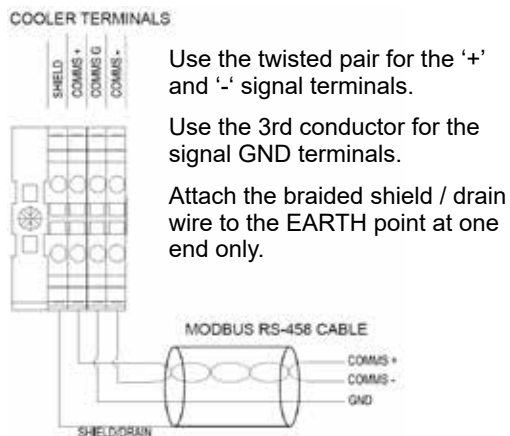 COOLER TERMINALS
SHIELD
COMMS +
COMMS G
COMMS -
Use the twisted pair for the ‘+’
and ‘-‘ signal terminals.
Use the 3rd conductor for the
signal GND terminals.
Attach the braided shield / drain
wire to the EARTH point at one
end only.
MODBUS RS-458 CABLE
COMMS +
COMMS -
GND
SHIELD/DRAIN